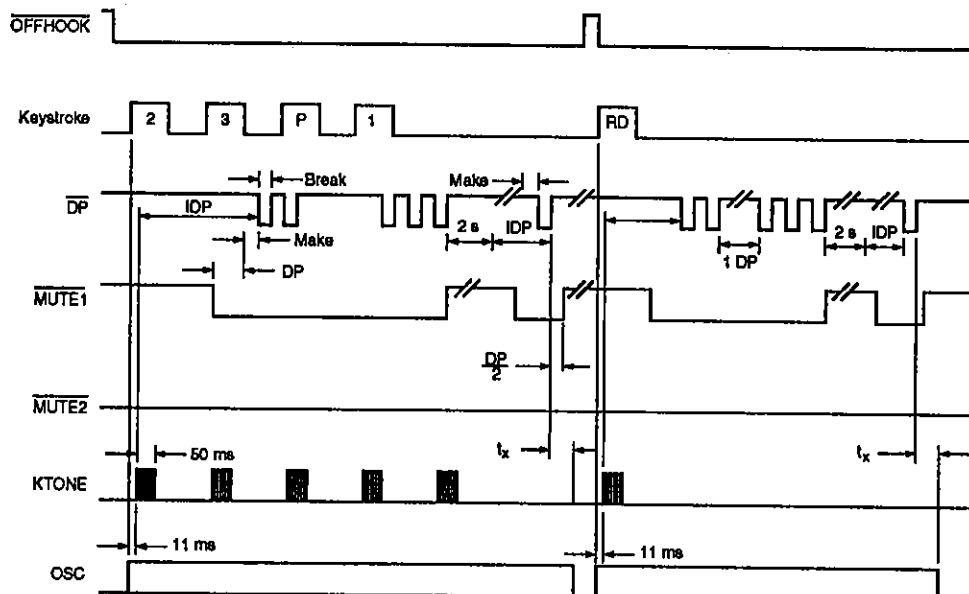 OFFHOOK
Keystroke 2 3 P 1 RD
Break Make
DP IDP 2 s IDP 2 s IDP
Make 1 DP
DP
MUTE1
DP
2
MUTE2
50 ms tx tx
KTONE
11 ms 11 ms
OSC